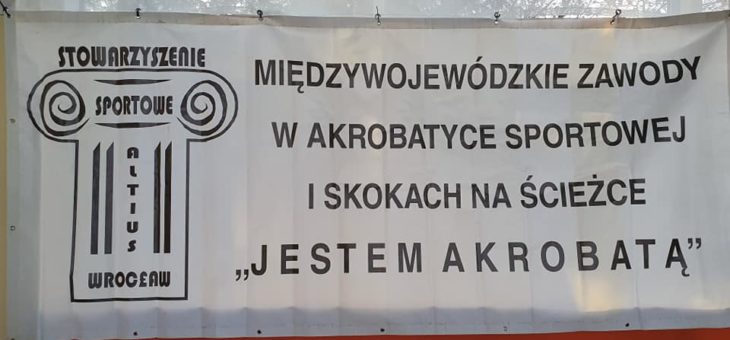 STOWARZYSZENIE
SPORTOWE
ALTIUS
WROCŁAW
MIĘDZYWOJEWÓDZKIE ZAWODY
W AKROBATYCE SPORTOWEJ
I SKOKACH NA ŚCIEŻCE
„JESTEM AKROBATĄ”